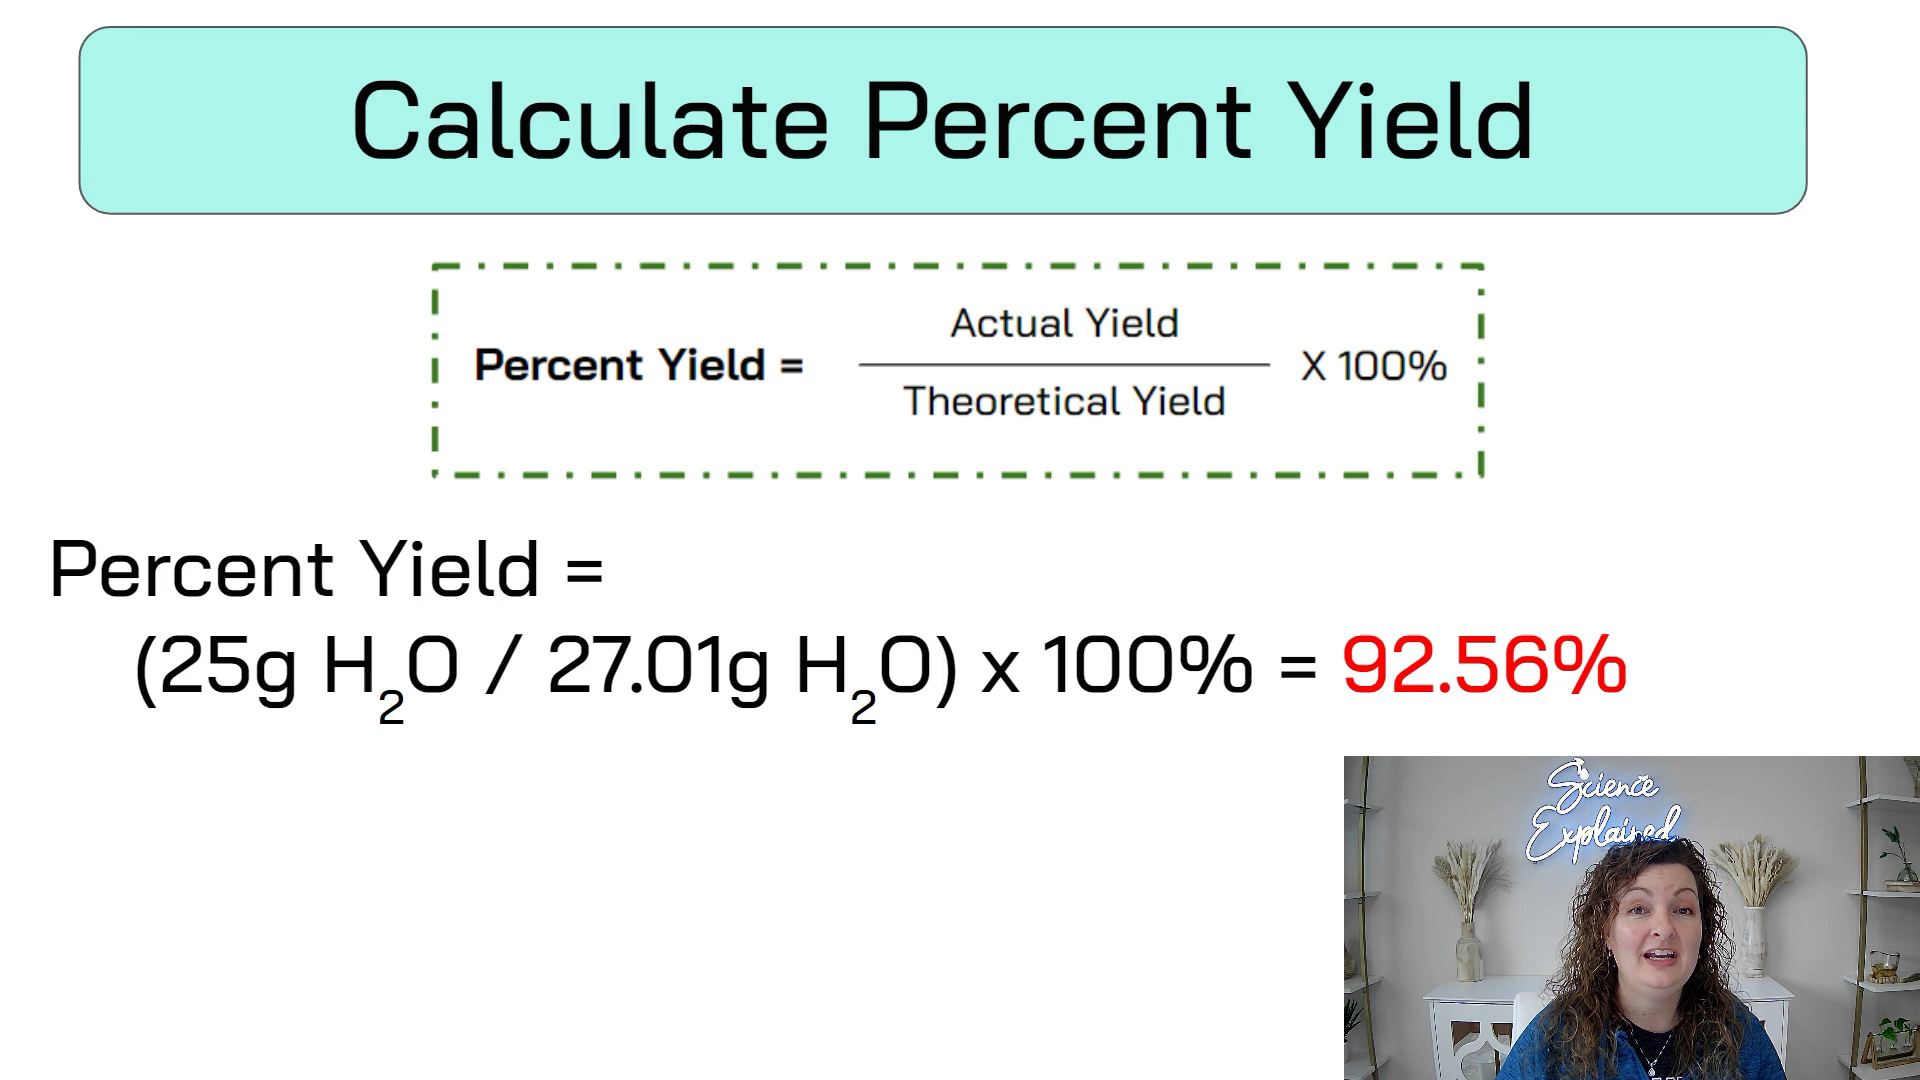 Calculate Percent Yield
Actual Yield
Percent Yield = X 100%
Theoretical Yield
Percent Yield =
(25g H₂O / 27.01g H₂O) x 100% = 92.56%
Science
Explained